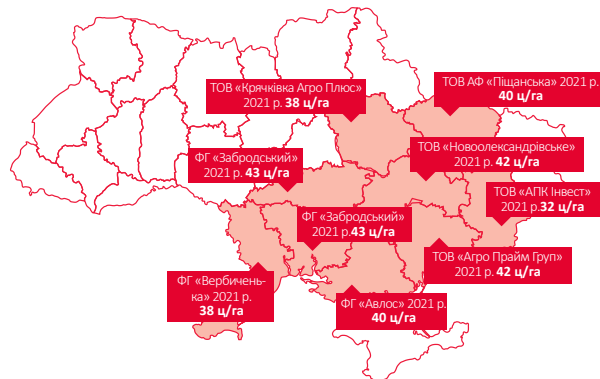 ТОВ АФ «Піщанська» 2021 р.
40 ц/га
ТОВ «Крячківка Агро Плюс»
2021 р. 38 ц/га
ТОВ «Новоолександрівське»
2021 р. 42 ц/га
ФГ «Забродський»
2021 р. 43 ц/га
ТОВ «АПК Інвест»
2021 р.32 ц/га
ФГ «Забродський»
2021 р.43 ц/га
ТОВ «Агро Прайм Груп»
2021 р. 42 ц/га
ФГ «Вербичень-
ка» 2021 р.
38 ц/га
ФГ «Авлос» 2021 р.
40 ц/га